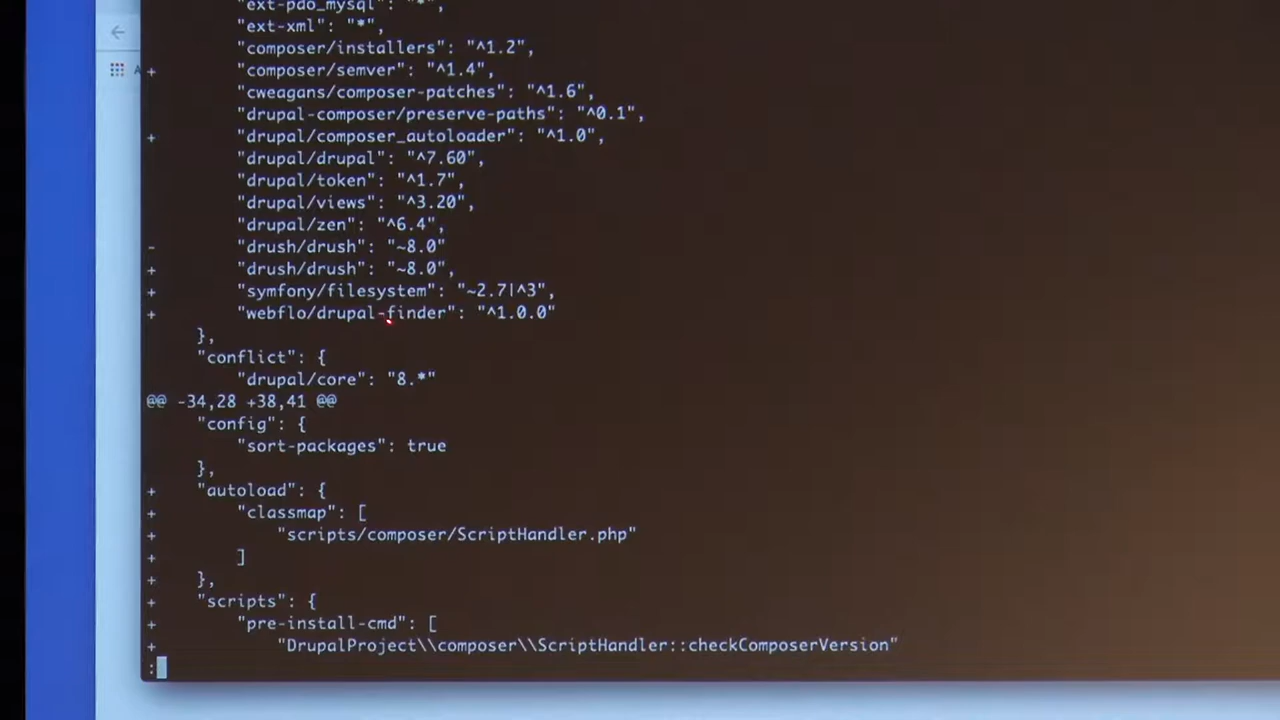 "ext-pdo_mysql": "*",
"ext-xml": "*",
"composer/installers": "^1.2",
+ "composer/semver": "^1.4",
"cweagans/composer-patches": "^1.6",
"drupal-composer/preserve-paths": "^0.1",
+ "drupal/composer_autoloader": "^1.0",
"drupal/drupal": "^7.60",
"drupal/token": "^1.7",
"drupal/views": "^3.20",
"drupal/zen": "^6.4",
- "drush/drush": "~8.0"
+ "drush/drush": "~8.0",
+ "symfony/filesystem": "~2.7|^3",
+ "webflo/drupal-finder": "^1.0.0"
},
"conflict": {
"drupal/core": "8.*"
@@ -34,28 +38,41 @@
"config": {
"sort-packages": true
},
+ "autoload": {
+ "classmap": [
+ "scripts/composer/ScriptHandler.php"
+ ]
+ },
+ "scripts": {
+ "pre-install-cmd": [
+ "DrupalProject\\composer\\ScriptHandler::checkComposerVersion"
: